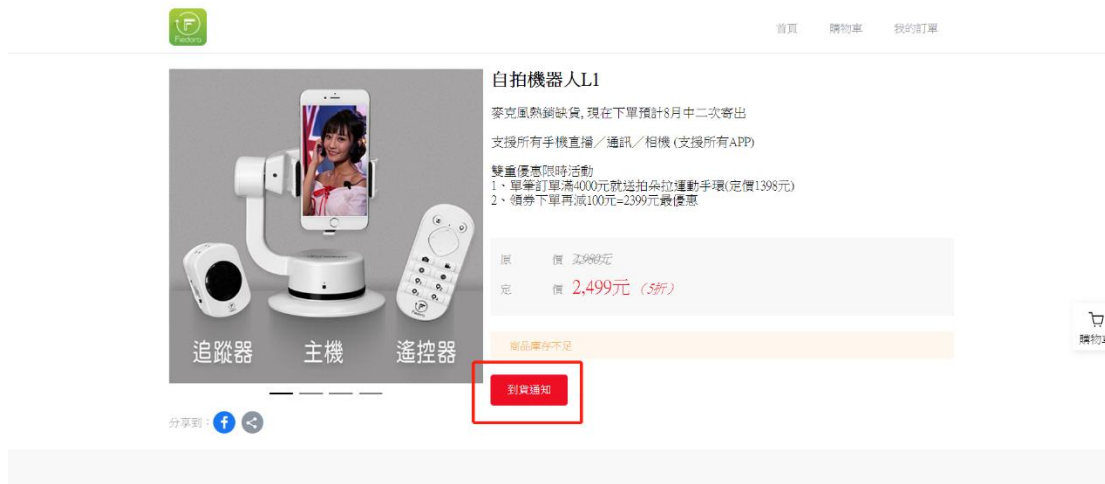 Fiedora
首頁 購物車 我的訂單
自拍機器人L1
麥克風熱銷缺貨, 現在下單預計8月中二次寄出
支援所有手機直播／通訊／相機 (支援所有APP)
雙重優惠限時活動
1、單筆訂單滿4000元就送拍朵拉運動手環(定價1398元)
2、領券下單再減100元=2399元最優惠
原 價
定 價 2,499元 (5折)
商品庫存不足
到貨通知
追蹤器 主機 遙控器
分享到：
購物車